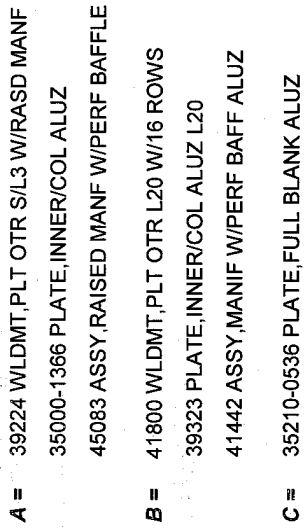 A = 39224 WLDMT,PLT OTR S/L3 W/RASD MANF
35000-1366 PLATE,INNER/COL ALUZ
45083 ASSY,RAISED MANF W/PERF BAFFLE
B = 41800 WLDMT,PLT OTR L20 W/16 ROWS
39323 PLATE,INNER/COL ALUZ L20
41442 ASSY,MANIF W/PERF BAFF ALUZ
C = 35210-0536 PLATE,FULL BLANK ALUZ